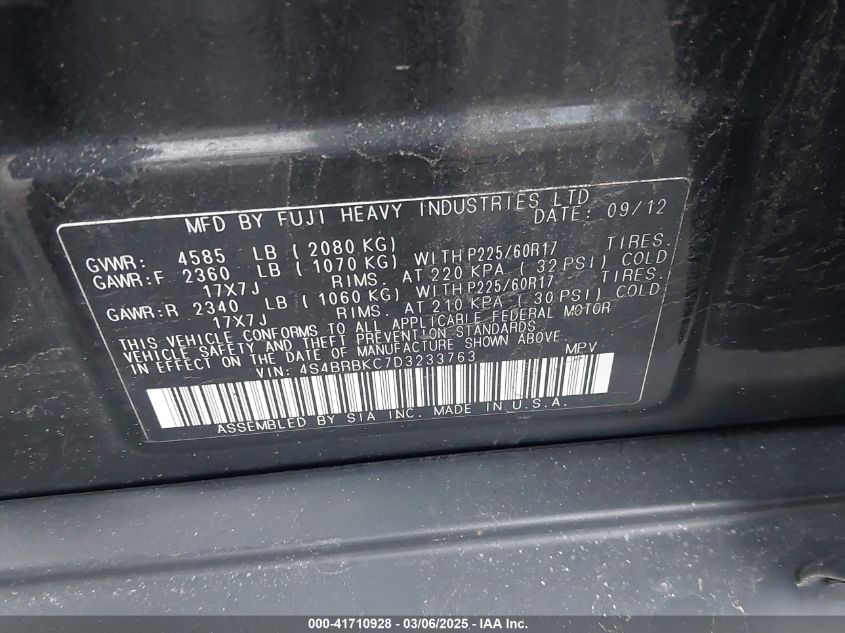 MFD BY FUJI HEAVY INDUSTRIES LTD
DATE: 09/12
GVWR: 4585 LB ( 2080 KG)
GAWR:F 2360 LB ( 1070 KG) WITH P225/60R17 TIRES.
17X7J RIMS. AT 220 KPA ( 32 PSI) COLD
GAWR:R 2340 LB ( 1060 KG) WITH P225/60R17 TIRES.
17X7J RIMS. AT 210 KPA ( 30 PSI) COLD
THIS VEHICLE CONFORMS TO ALL APPLICABLE FEDERAL MOTOR
VEHICLE SAFETY AND THEFT PREVENTION STANDARDS
IN EFFECT ON THE DATE OF MANUFACTURE SHOWN ABOVE.
VIN: 4S4BRBKC7D3233763 MPV
ASSEMBLED BY SIA INC. MADE IN U.S.A.
000-41710928 - 03/06/2025 - IAA Inc.